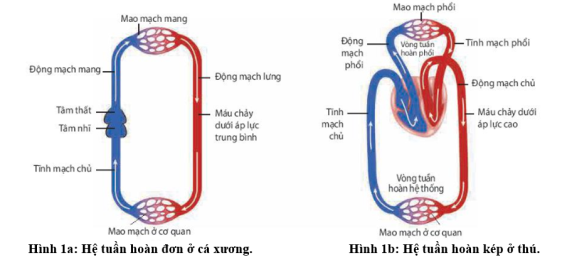 Mao mạch mang
Động mạch mang
Động mạch lưng
Tâm thất
Tâm nhĩ
Máu chảy
dưới áp lực
trung bình
Tĩnh mạch chủ
Mao mạch ở cơ quan
Hình 1a: Hệ tuần hoàn đơn ở cá xương.
Mao mạch phổi
Động
mạch
phổi
Vòng tuần
hoàn phổi
Tĩnh mạch phổi
Động mạch chủ
Tĩnh
mạch
chủ
Máu chảy dưới
áp lực cao
Vòng tuần
hoàn hệ thống
Mao mạch ở cơ quan
Hình 1b: Hệ tuần hoàn kép ở thú.